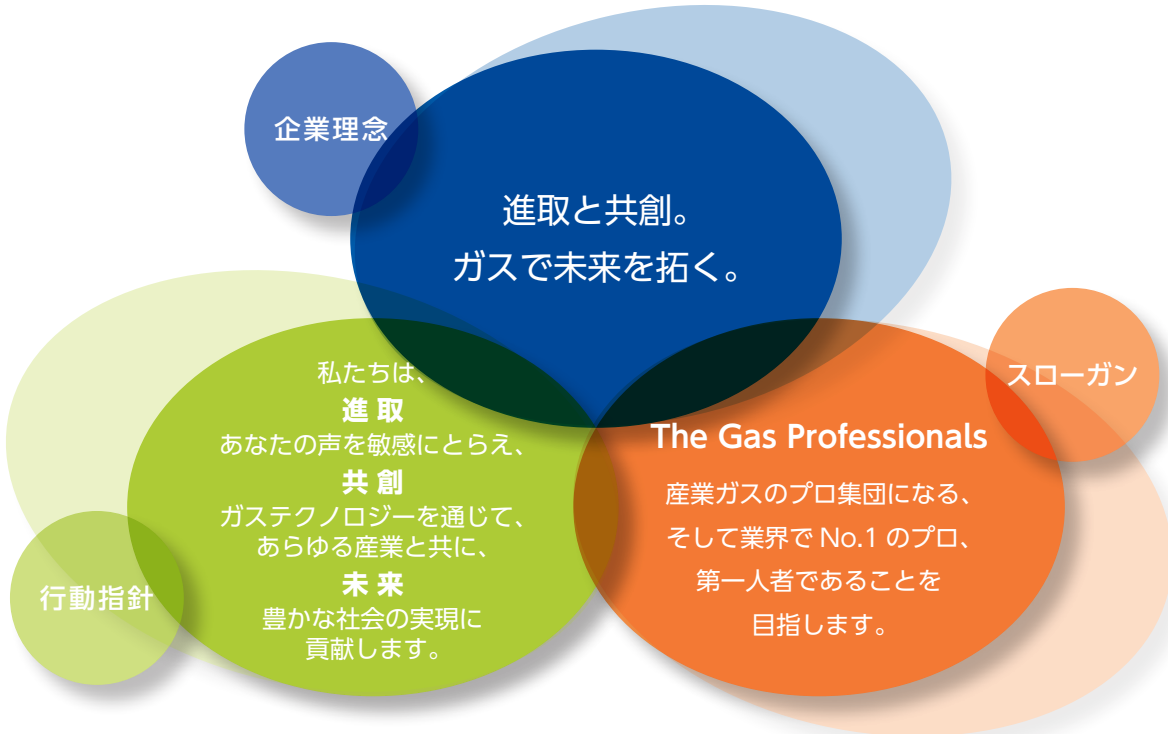 企業理念
進取と共創。
ガスで未来を拓く。
行動指針
私たちは、
進取
あなたの声を敏感にとらえ、
共創
ガステクノロジーを通じて、
あらゆる産業と共に、
未来
豊かな社会の実現に
貢献します。
スローガン
The Gas Professionals
産業ガスのプロ集団になる、
そして業界で No.1 のプロ、
第一人者であることを
目指します。